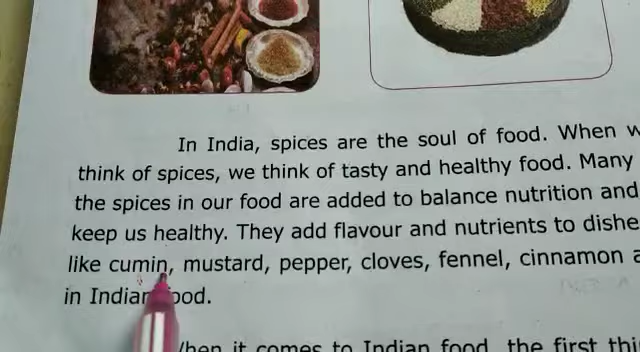 In India, spices are the soul of food. When
think of spices, we think of tasty and healthy food. Many
the spices in our food are added to balance nutrition and
keep us healthy. They add flavour and nutrients to dishe
like cumin, mustard, pepper, cloves, fennel, cinnamon
in Indian food.
it comes to Indian food, the first